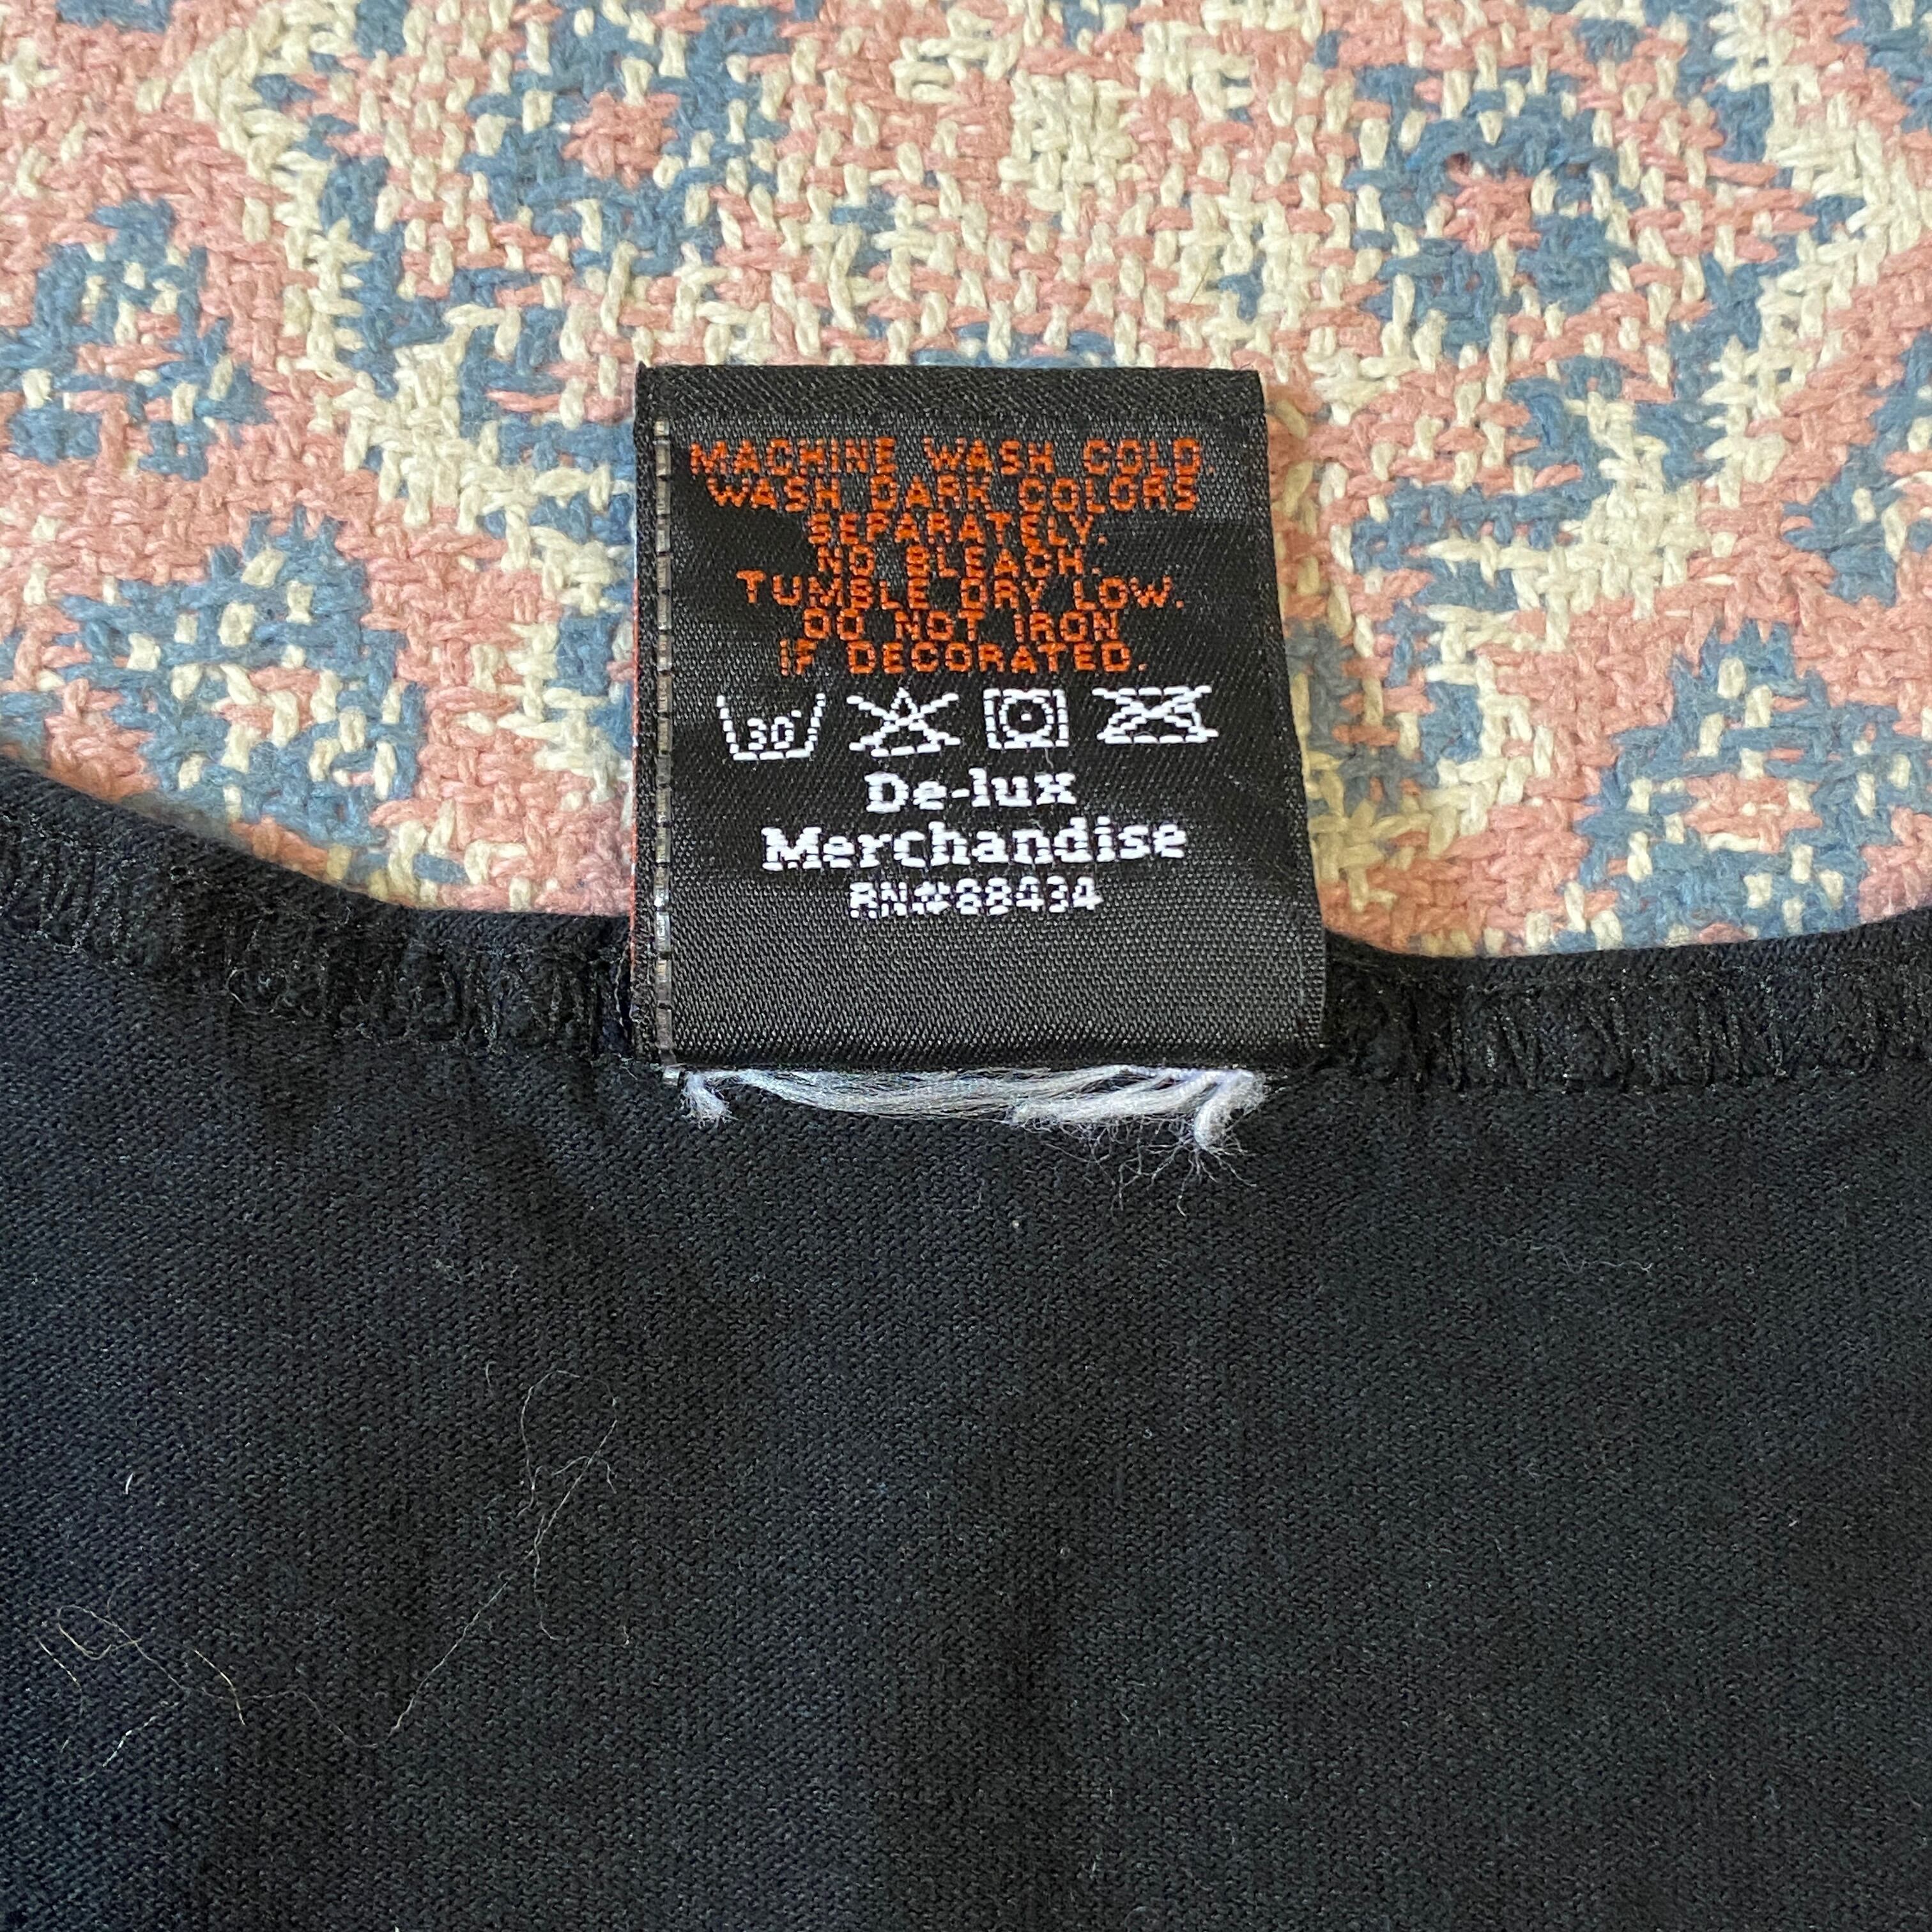 MACHINE WASH COLD.
WASH DARK COLORS
SEPARATELY.
NO BLEACH.
TUMBLE DRY LOW.
DO NOT IRON
IF DECORATED.
30°
De-lux
Merchandise
RN#88434